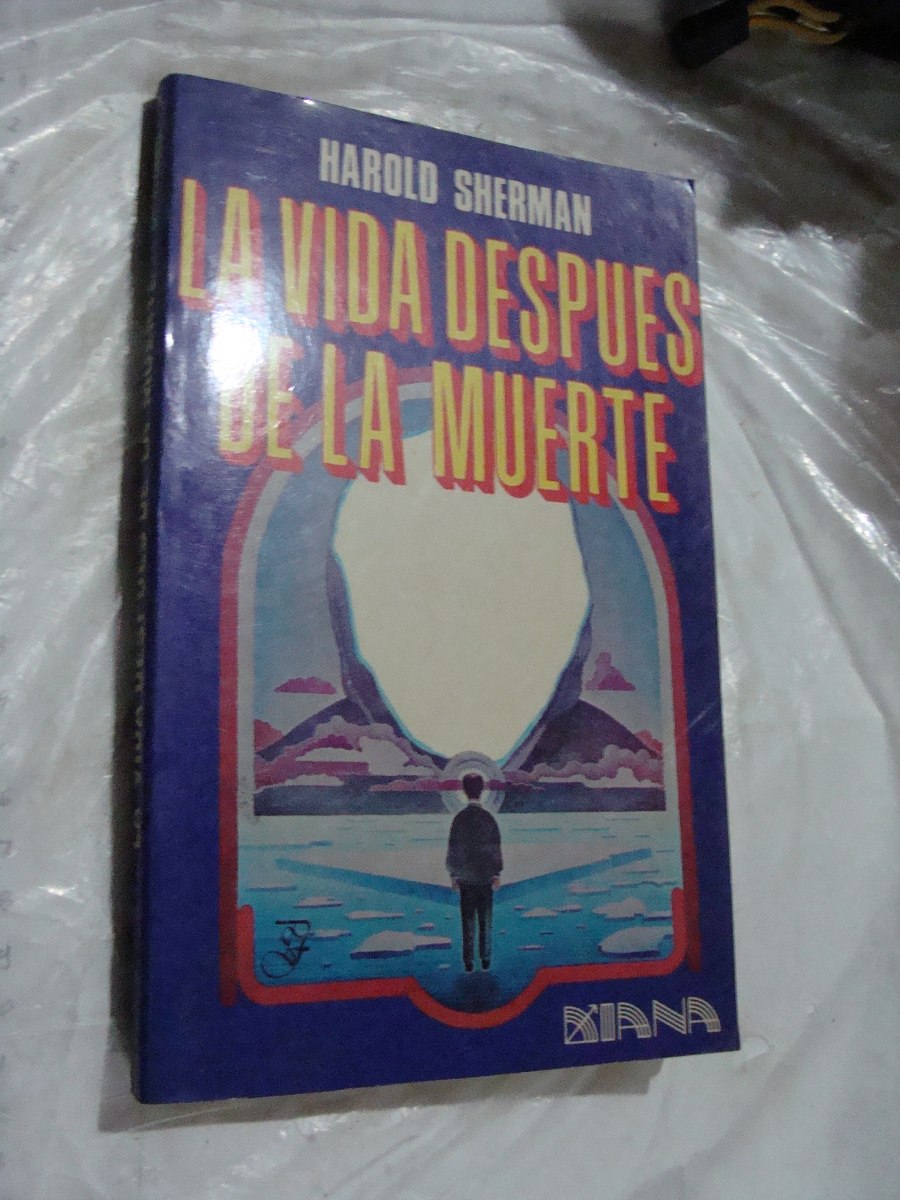 HAROLD SHERMAN
LA VIDA DESPUES
DE LA MUERTE
DIANA